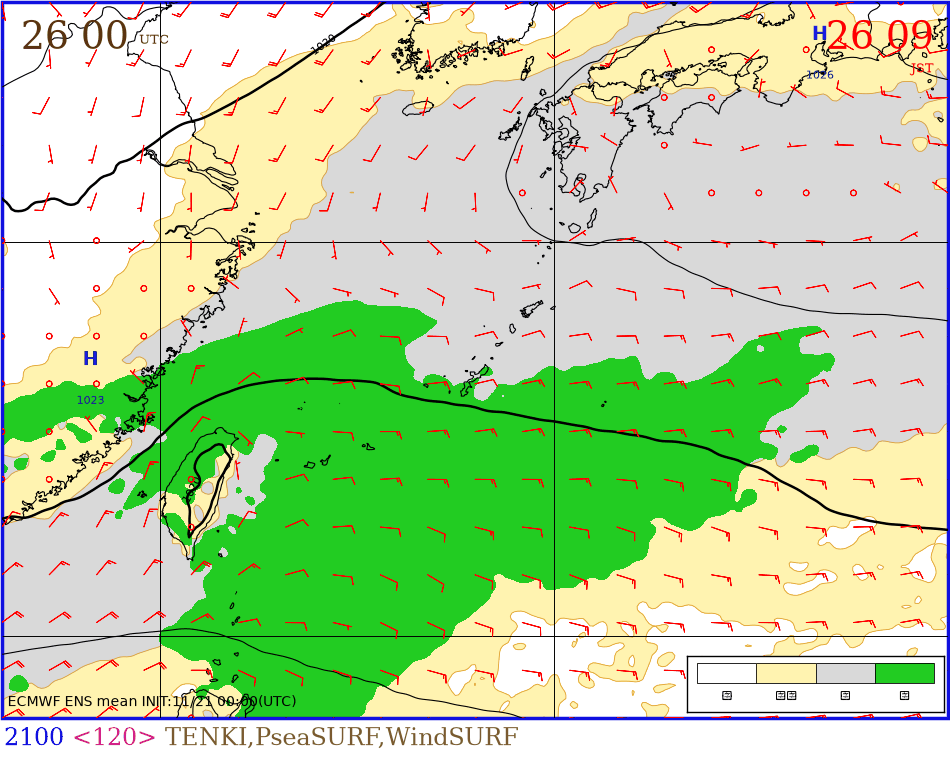 26 00 UTC
H 26 09
JST
1026
1020
H
1023
1020
ECMWF ENS mean INIT:11/21 00:00(UTC)
2100 <120> TENKI,PseaSURF,WindSURF